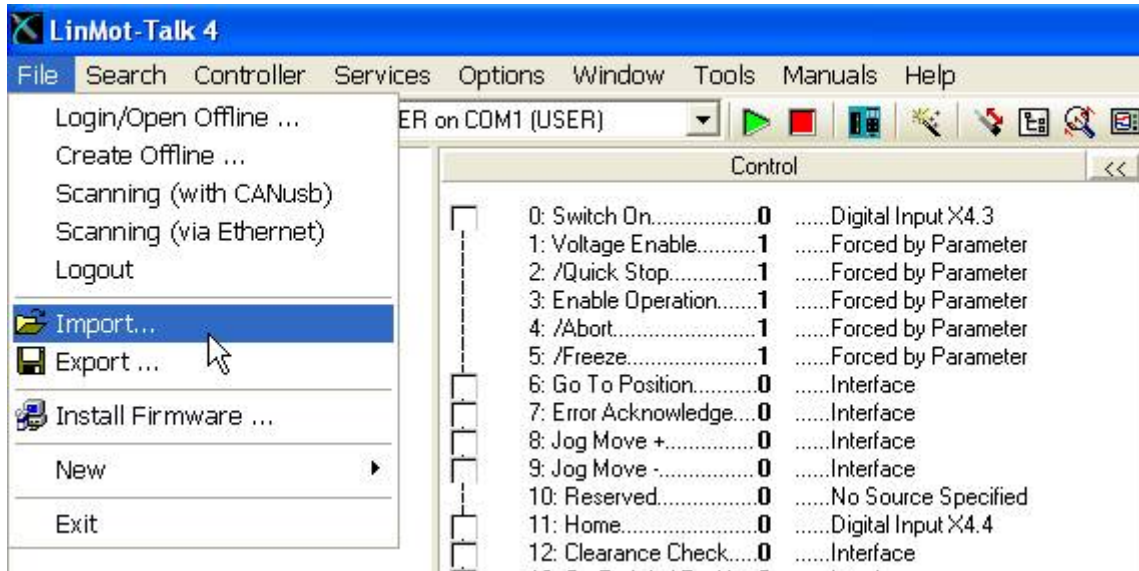 LinMot-Talk 4
File Search Controller Services Options Window Tools Manuals Help
ER on COM1 (USER)
Login/Open Offline ...
Create Offline ...
Scanning (with CANusb)
Scanning (via Ethernet)
Logout
Import...
Export ...
Install Firmware ...
New
Exit
Control <<
0: Switch On.................0 ......Digital Input X4.3
1: Voltage Enable..........1 ......Forced by Parameter
2: /Quick Stop..............1 ......Forced by Parameter
3: Enable Operation.......1 ......Forced by Parameter
4: /Abort......................1 ......Forced by Parameter
5: /Freeze....................1 ......Forced by Parameter
6: Go To Position..........0 ......Interface
7: Error Acknowledge....0 ......Interface
8: Jog Move +...............0 ......Interface
9: Jog Move -................0 ......Interface
10: Reserved................0 ......No Source Specified
11: Home.....................0 ......Digital Input X4.4
12: Clearance Check.....0 ......Interface